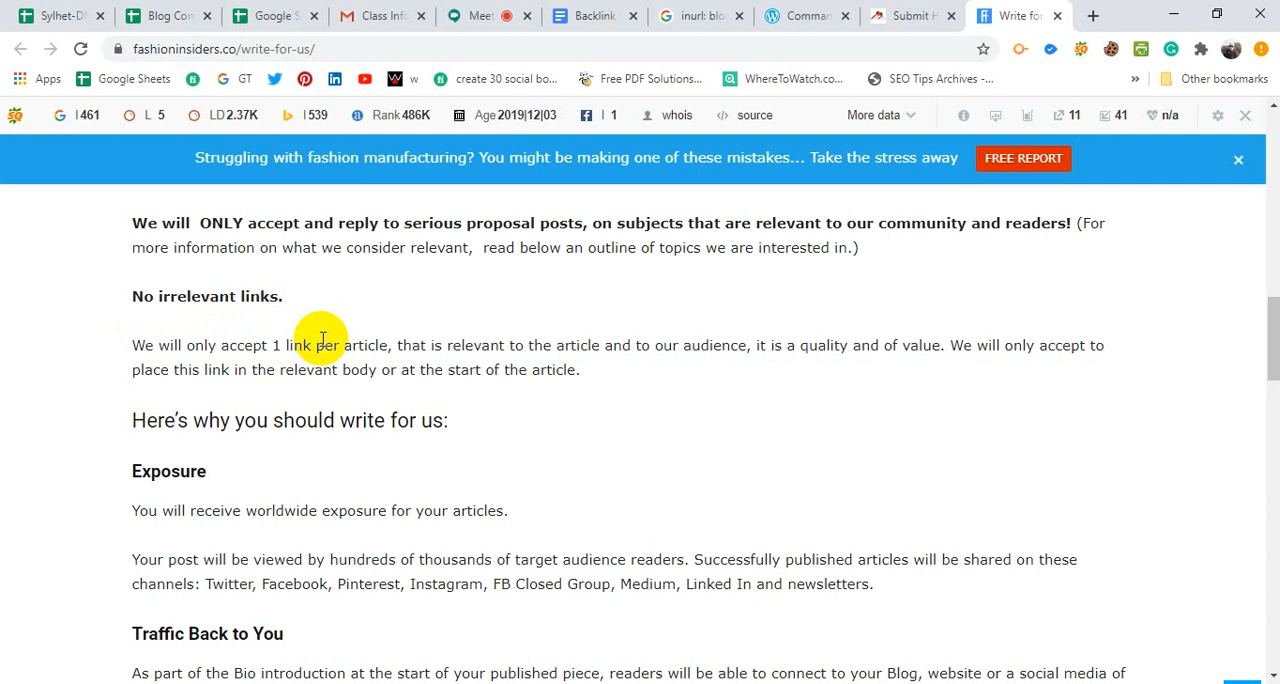 Sylhet-D
Blog Com
Google S
Class Info
Meet
Backlink
inurl: blo
Comman
Submit H
Write for
fashioninsiders.co/write-for-us/
Apps
Google Sheets
GT
w
create 30 social bo...
Free PDF Solutions...
WhereToWatch.co...
SEO Tips Archives -...
»
Other bookmarks
I 461
L 5
LD 2.37K
I 539
Rank 486K
Age 2019|12|03
I 1
whois
source
More data
11
41
n/a
Struggling with fashion manufacturing? You might be making one of these mistakes... Take the stress away
FREE REPORT
We will ONLY accept and reply to serious proposal posts, on subjects that are relevant to our community and readers! (For
more information on what we consider relevant, read below an outline of topics we are interested in.)
No irrelevant links.
We will only accept 1 link per article, that is relevant to the article and to our audience, it is a quality and of value. We will only accept to
place this link in the relevant body or at the start of the article.
Here's why you should write for us:
Exposure
You will receive worldwide exposure for your articles.
Your post will be viewed by hundreds of thousands of target audience readers. Successfully published articles will be shared on these
channels: Twitter, Facebook, Pinterest, Instagram, FB Closed Group, Medium, Linked In and newsletters.
Traffic Back to You
As part of the Bio introduction at the start of your published piece, readers will be able to connect to your Blog, website or a social media of